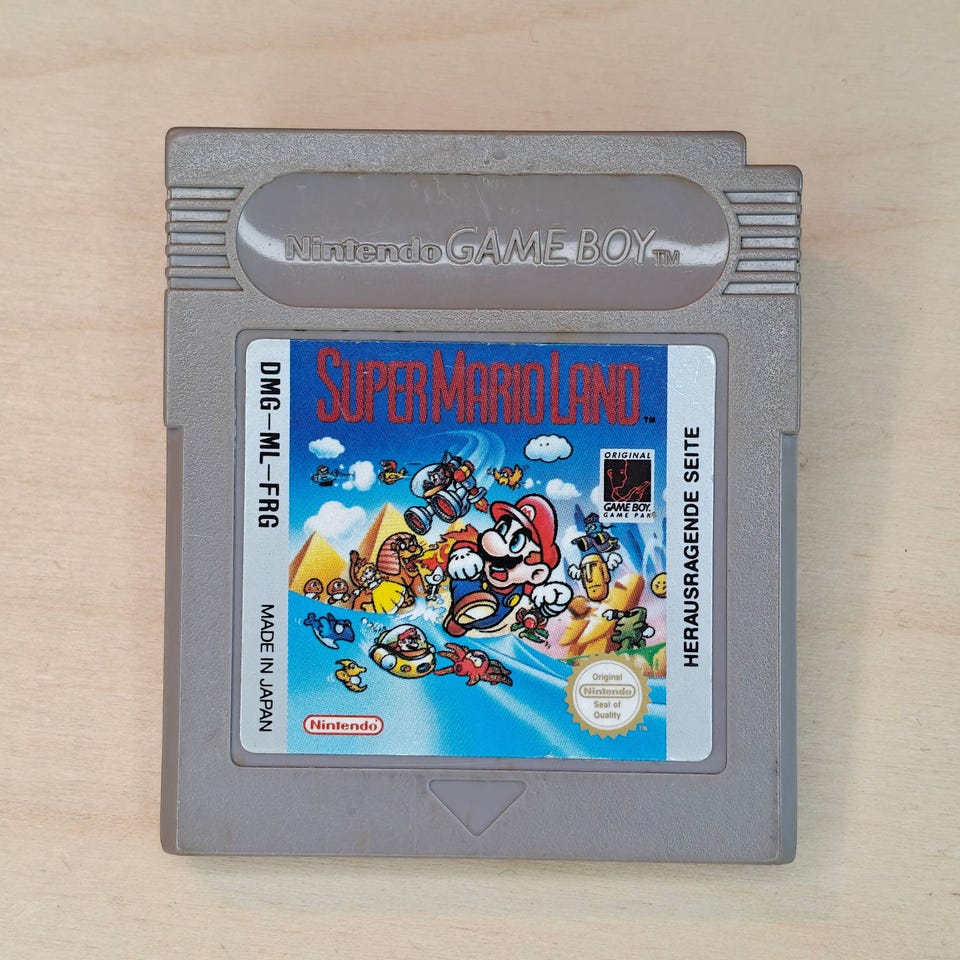 Nintendo GAME BOY TM
SUPER MARIO LAND TM
DMG-ML-FRG
MADE IN JAPAN
ORIGINAL
GAME BOY
GAME PAK
HERAUSRAGENDE SEITE
Original
Nintendo
Seal of
Quality
TM
Nintendo